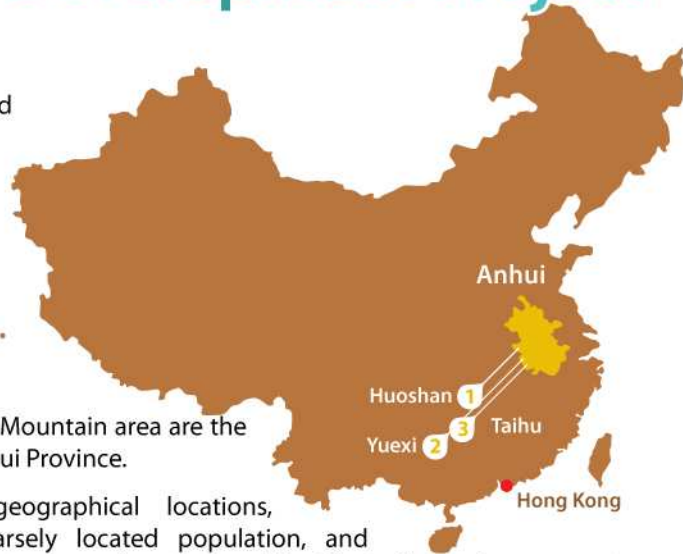 d
Anhui
Huoshan 1
3 Taihu
Yuexi 2
Mountain area are the
ui Province.
geographical locations,
Hong Kong
arsely located population, and